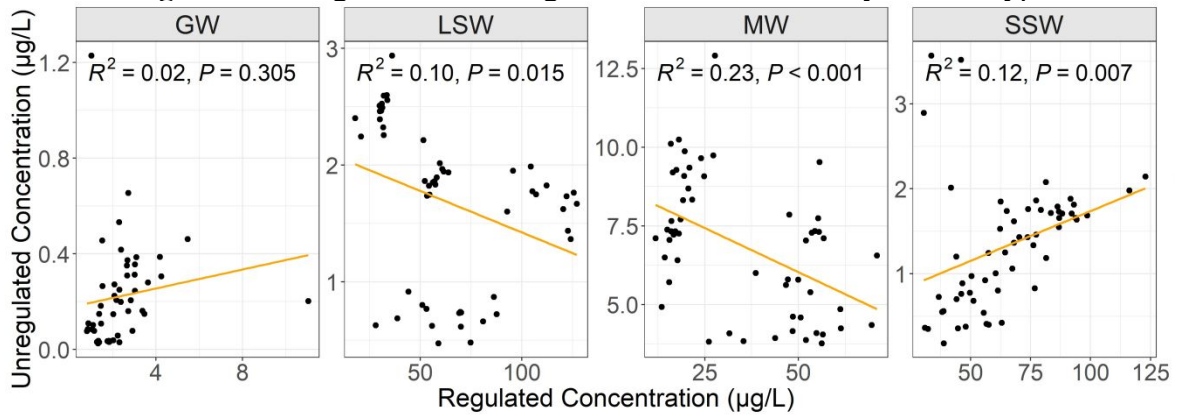 GW LSW MW SSW
Unregulated Concentration (µg/L)
R² = 0.02, P = 0.305
R² = 0.10, P = 0.015
R² = 0.23, P < 0.001
R² = 0.12, P = 0.007
1.2
0.8
0.4
0.0
3
2
1
12.5
10.0
7.5
5.0
3
2
1
0
4 8
50 100
25 50
50 75 100 125
Regulated Concentration (µg/L)